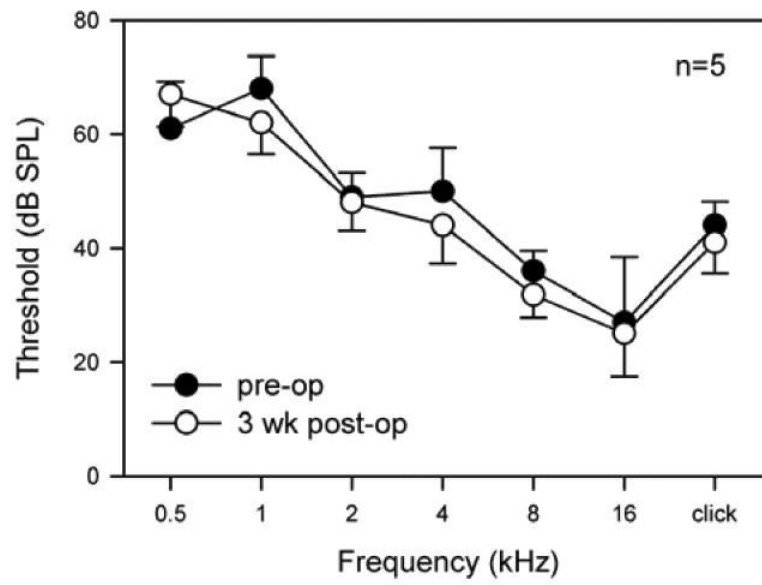 80
n=5
60
40
20
0
Threshold (dB SPL)
pre-op
3 wk post-op
0.5 1 2 4 8 16 click
Frequency (kHz)